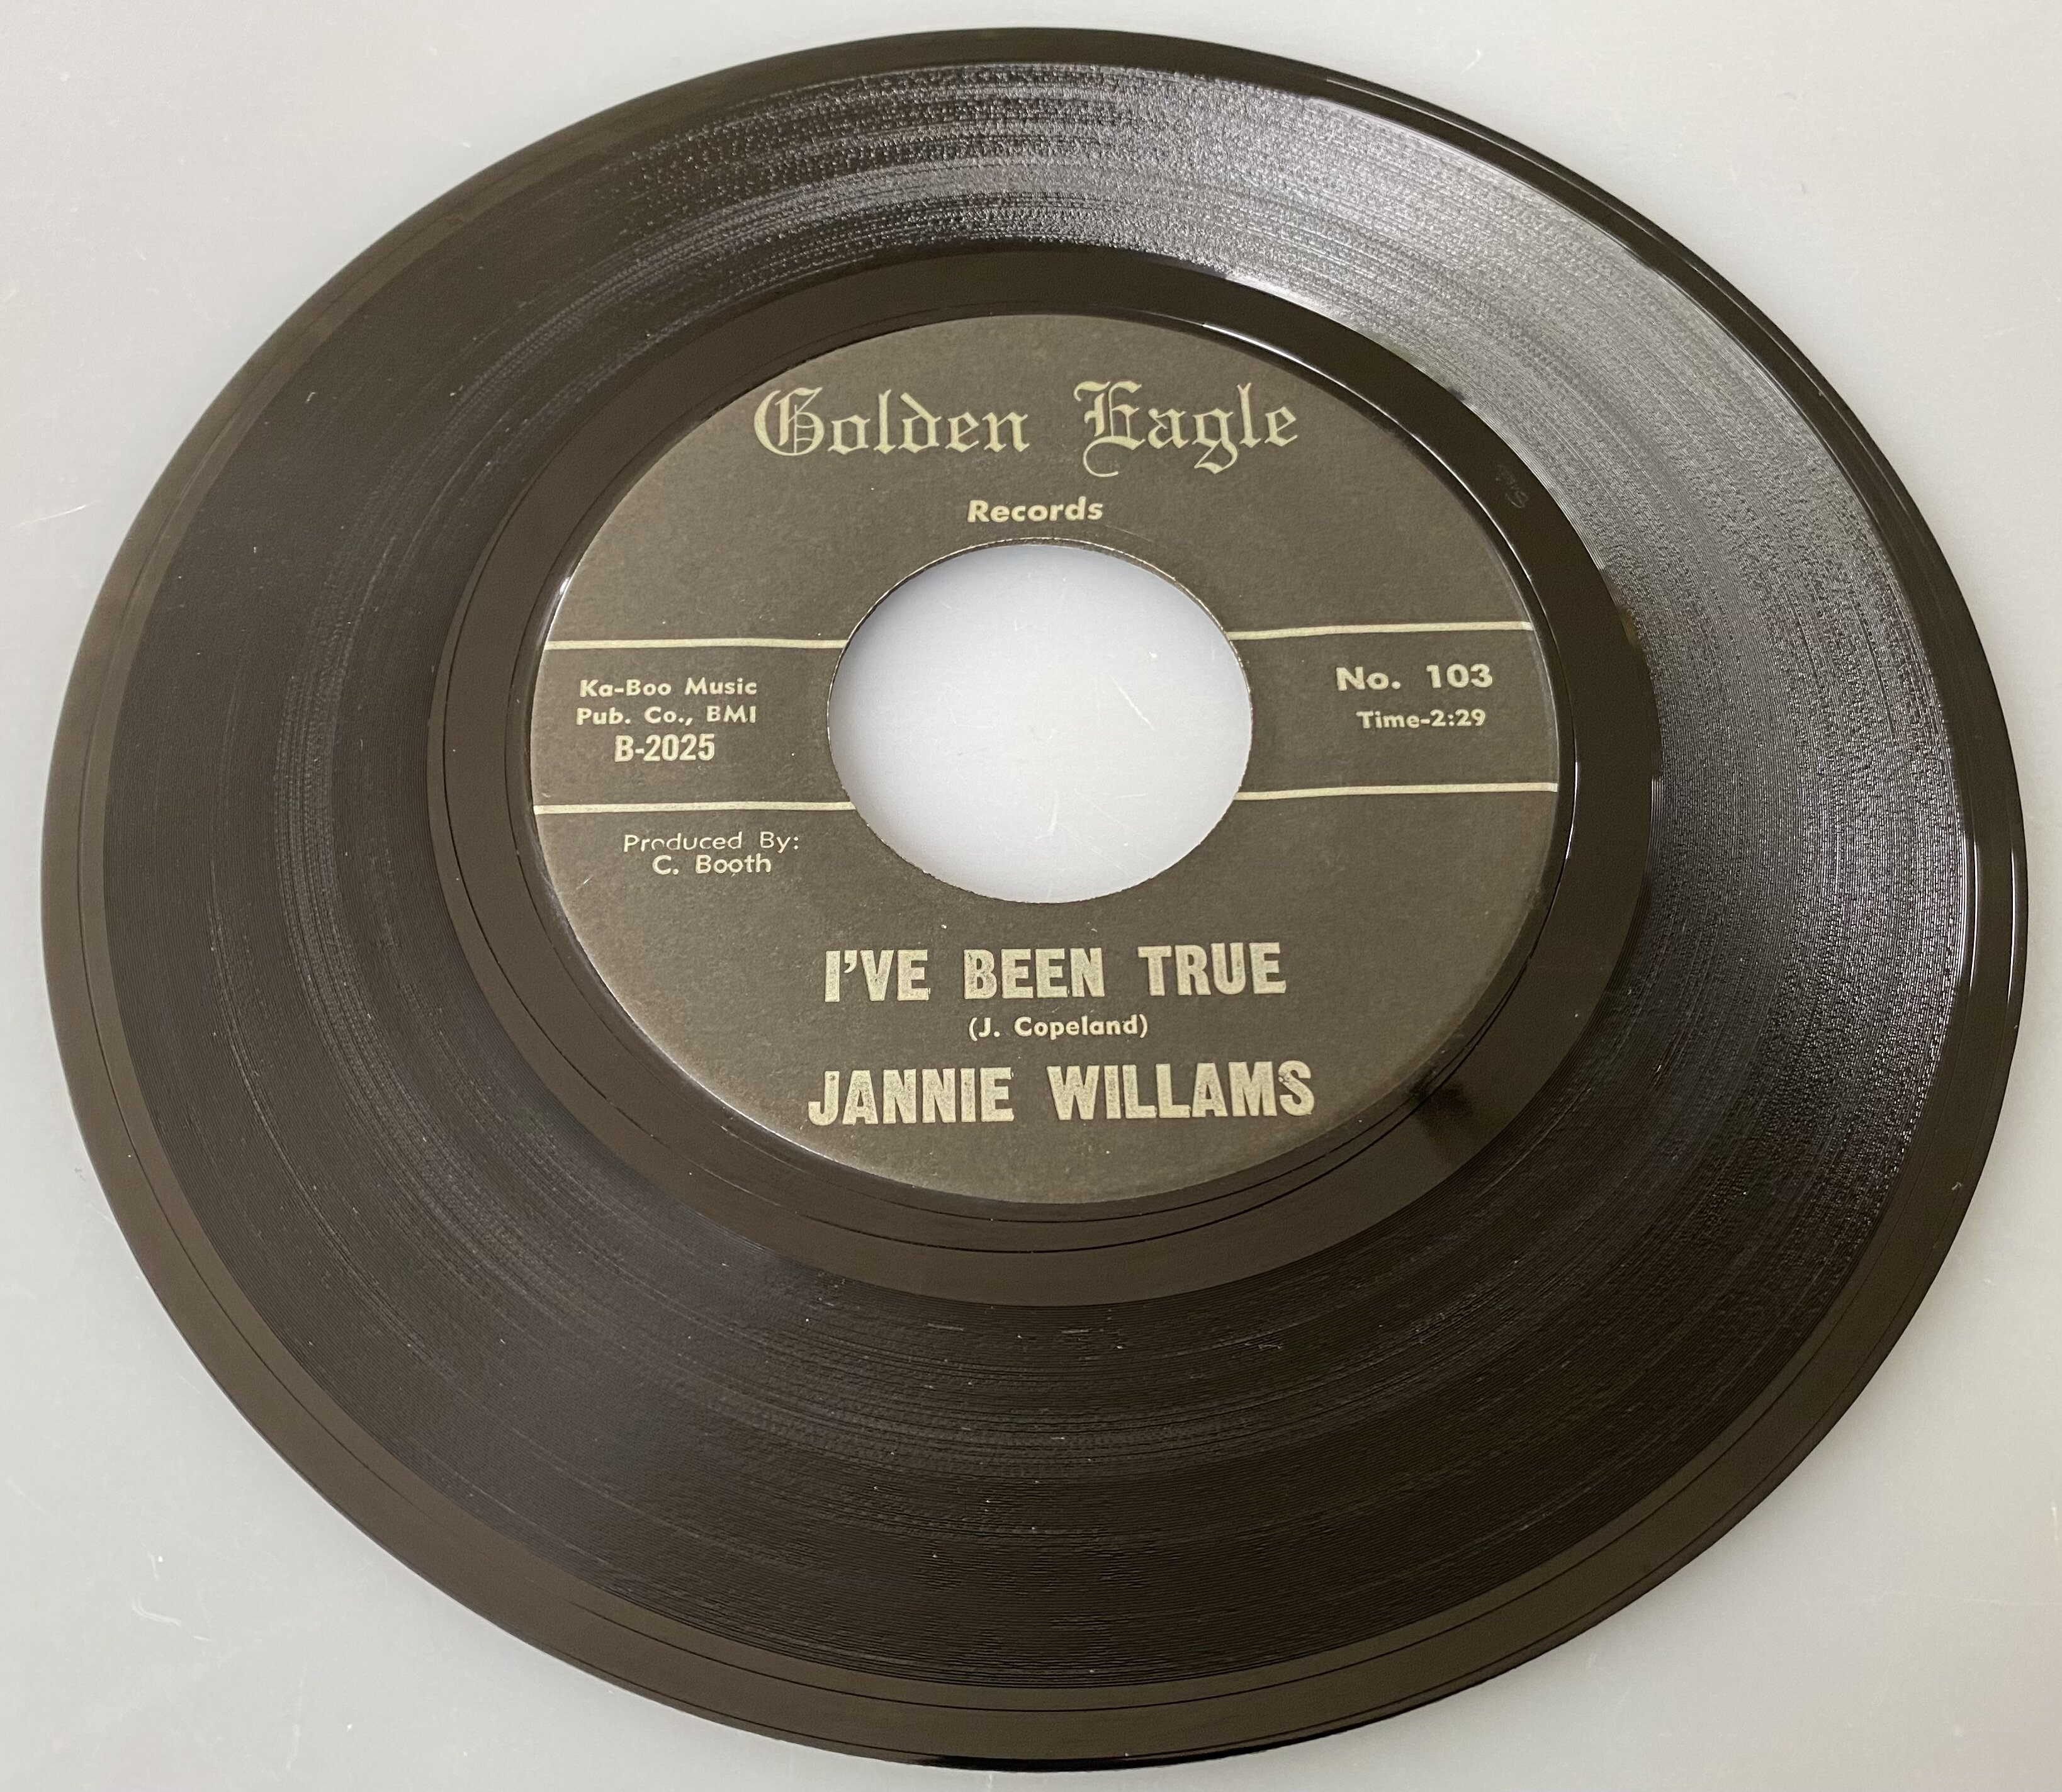 Golden Eagle
Records
Ka-Boo Music
Pub. Co., BMI
B-2025
No. 103
Time-2:29
Produced By:
C. Booth
I'VE BEEN TRUE
(J. Copeland)
JANNIE WILLAMS